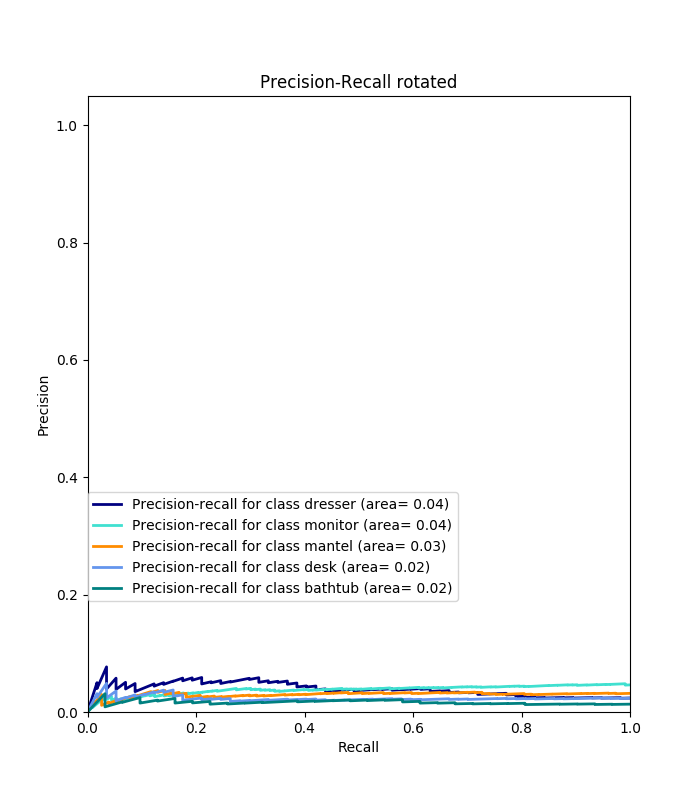 Precision-Recall rotated
1.0
0.8
0.6
0.4
0.2
0.0
Precision
Precision-recall for class dresser (area= 0.04)
Precision-recall for class monitor (area= 0.04)
Precision-recall for class mantel (area= 0.03)
Precision-recall for class desk (area= 0.02)
Precision-recall for class bathtub (area= 0.02)
0.0 0.2 0.4 0.6 0.8 1.0
Recall